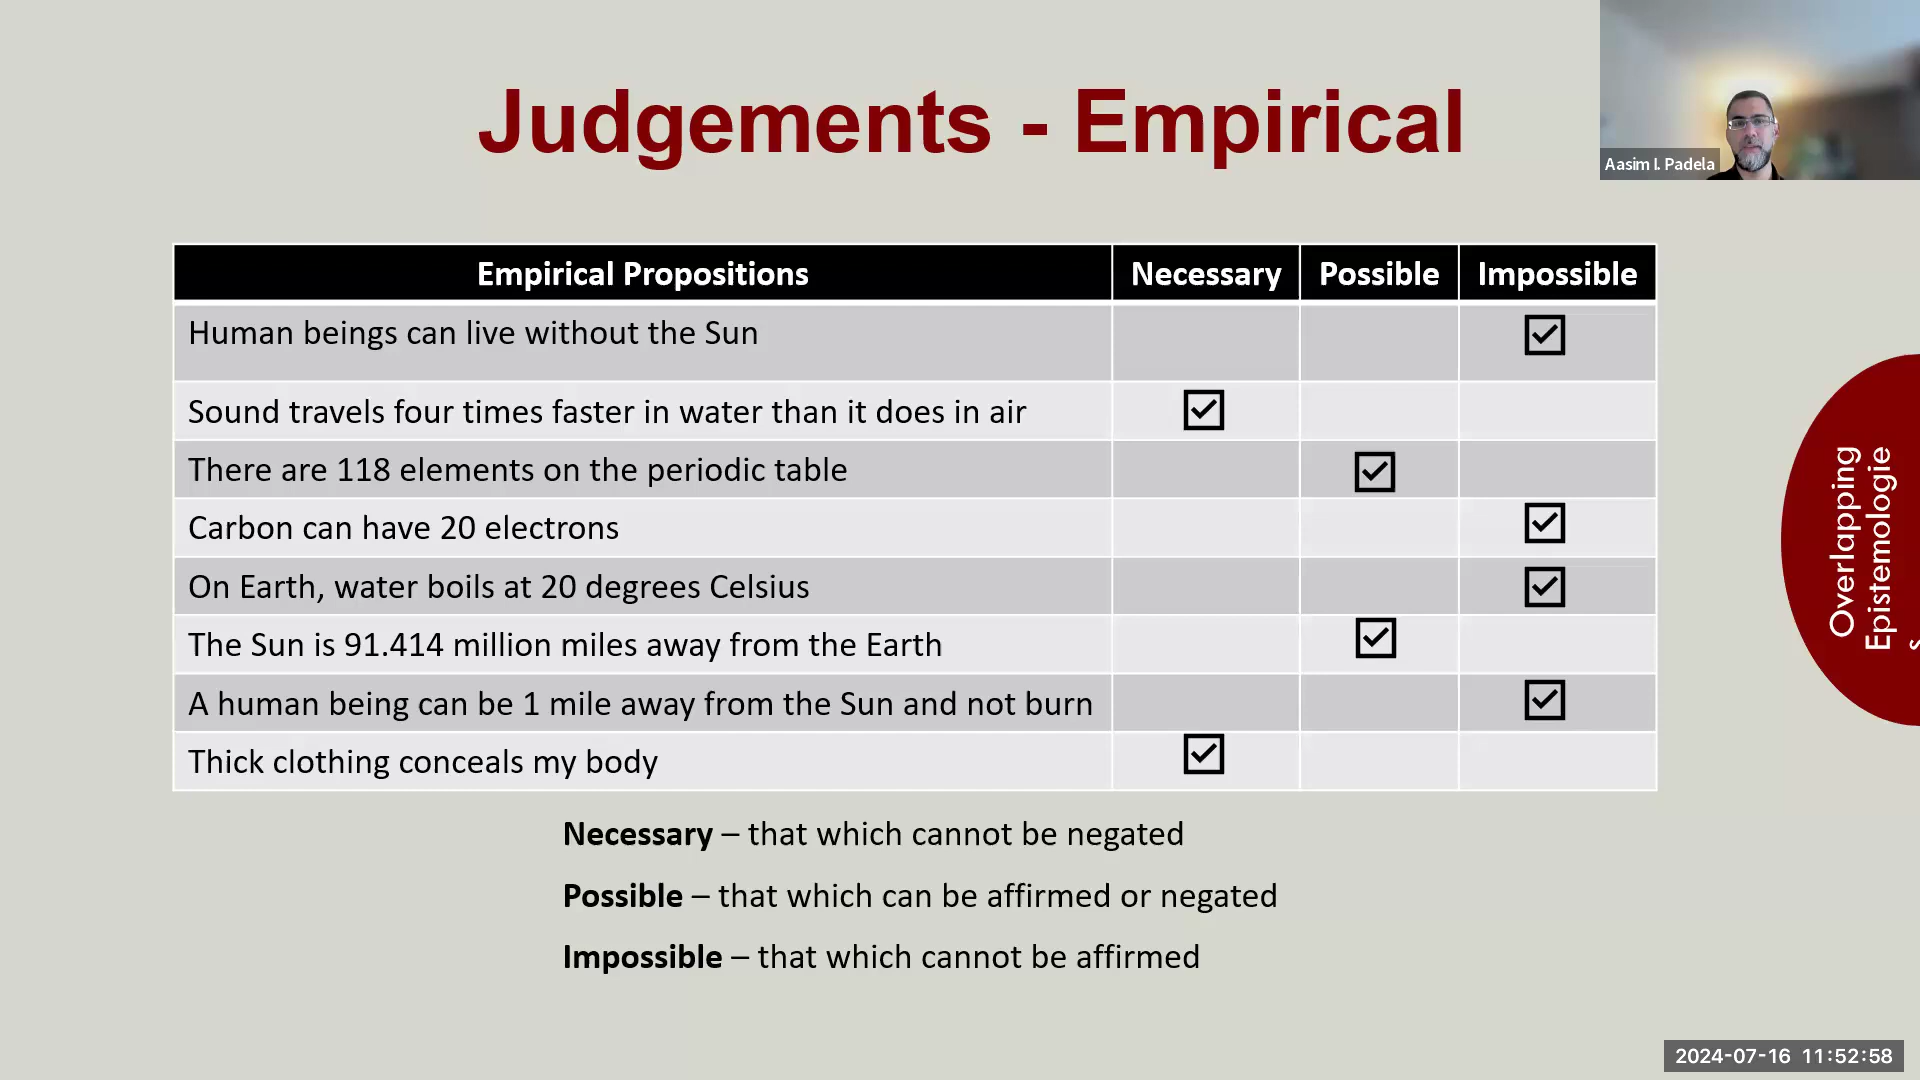 Judgements - Empirical
Aasim I. Padela
Empirical Propositions Necessary Possible Impossible
Human beings can live without the Sun
Sound travels four times faster in water than it does in air
There are 118 elements on the periodic table
Carbon can have 20 electrons
On Earth, water boils at 20 degrees Celsius
The Sun is 91.414 million miles away from the Earth
A human being can be 1 mile away from the Sun and not burn
Thick clothing conceals my body
Necessary – that which cannot be negated
Possible – that which can be affirmed or negated
Impossible – that which cannot be affirmed
Overlapping
Epistemologie
s
2024-07-16 11:52:58